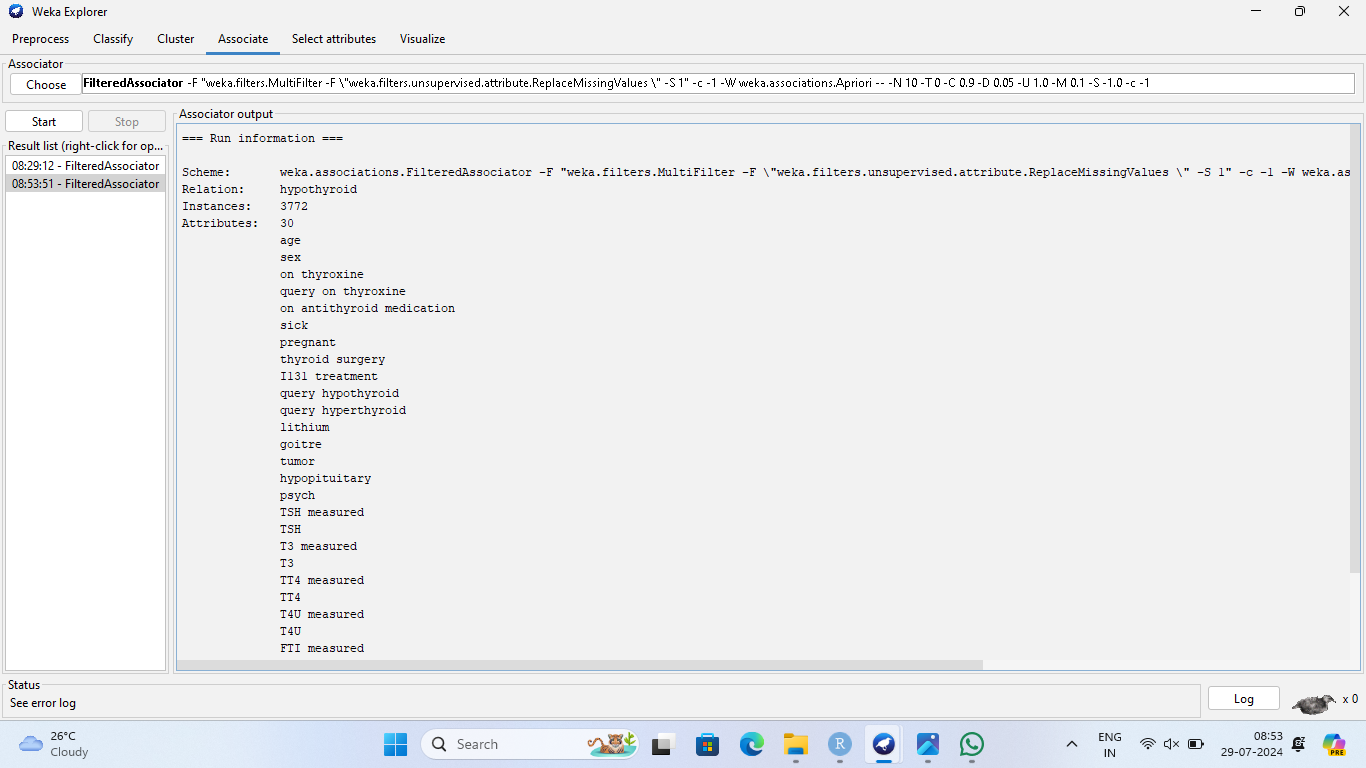 Weka Explorer
Preprocess Classify Cluster Associate Select attributes Visualize
Associator
Choose FilteredAssociator -F "weka.filters.MultiFilter -F \"weka.filters.unsupervised.attribute.ReplaceMissingValues \" -S 1" -c -1 -W weka.associations.Apriori -- -N 10 -T 0 -C 0.9 -D 0.05 -U 1.0 -M 0.1 -S -1.0 -c -1
Start Stop
Result list (right-click for op...
08:29:12 - FilteredAssociator
08:53:51 - FilteredAssociator
Associator output
=== Run information ===
Scheme: weka.associations.FilteredAssociator -F "weka.filters.MultiFilter -F \"weka.filters.unsupervised.attribute.ReplaceMissingValues \" -S 1" -c -1 -W weka.as
Relation: hypothyroid
Instances: 3772
Attributes: 30
age
sex
on thyroxine
query on thyroxine
on antithyroid medication
sick
pregnant
thyroid surgery
I131 treatment
query hypothyroid
query hyperthyroid
lithium
goitre
tumor
hypopituitary
psych
TSH measured
TSH
T3 measured
T3
TT4 measured
TT4
T4U measured
T4U
FTI measured
Status
See error log
Log
x 0
26°C
Cloudy
Search
R
ENG
IN
08:53
29-07-2024
PRE